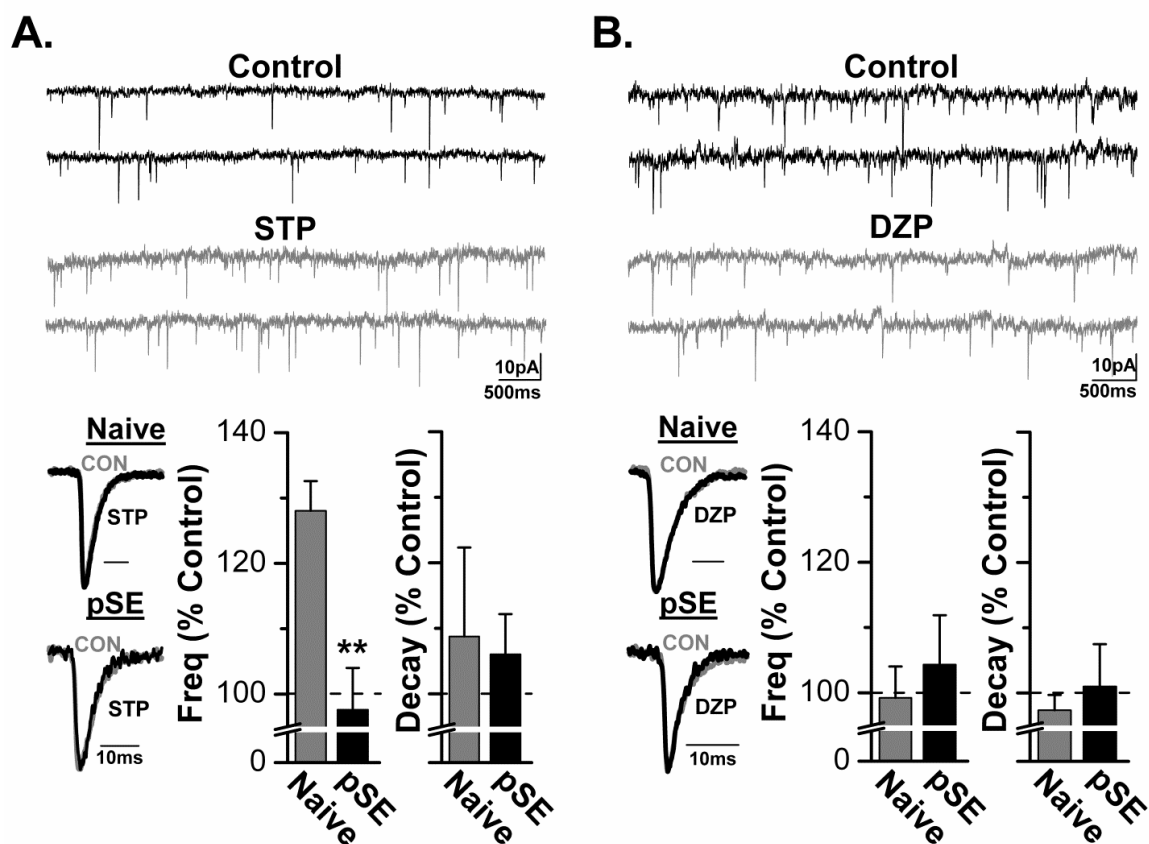 A.
Control
STP
10pA
500ms
Naive
CON
STP
pSE
CON
STP
10ms
Freq (% Control)
140
120
100
0
**
Naive
pSE
Decay (% Control)
Naive
pSE
B.
Control
DZP
10pA
500ms
Naive
CON
DZP
pSE
CON
DZP
10ms
Freq (% Control)
140
120
100
0
Naive
pSE
Decay (% Control)
Naive
pSE